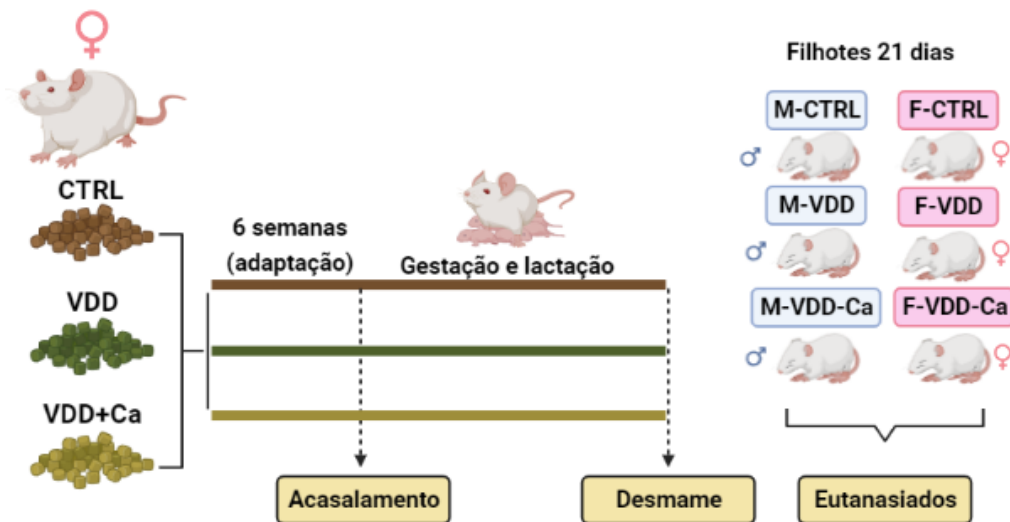 ♀
CTRL
VDD
VDD+Ca
6 semanas
(adaptação)
Gestação e lactação
Acasalamento
Desmame
Filhotes 21 dias
M-CTRL
F-CTRL
♂
♀
M-VDD
F-VDD
♂
♀
M-VDD-Ca
F-VDD-Ca
♂
♀
Eutanasiados